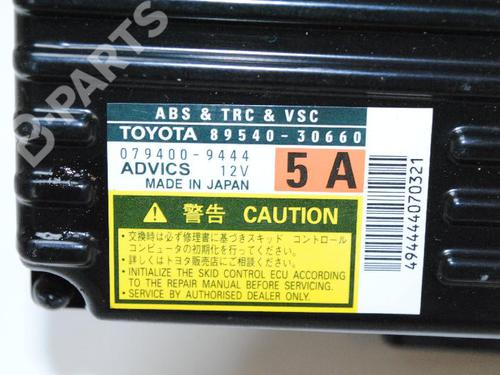 B-PARTS
ABS & TRC & VSC
TOYOTA 89540-30660
079400-9444
ADVICS 12V
MADE IN JAPAN
5 A
警告 CAUTION
・交換時は必ず修理書に基づきスキッド コントロール
コンピュータの初期化を行ってください。
・詳しくはトヨタ販売店にご相談ください。
・INITIALIZE THE SKID CONTROL ECU ACCORDING
TO THE REPAIR MANUAL BEFORE SERVICING.
・SERVICE BY AUTHORISED DEALER ONLY.
494444070321